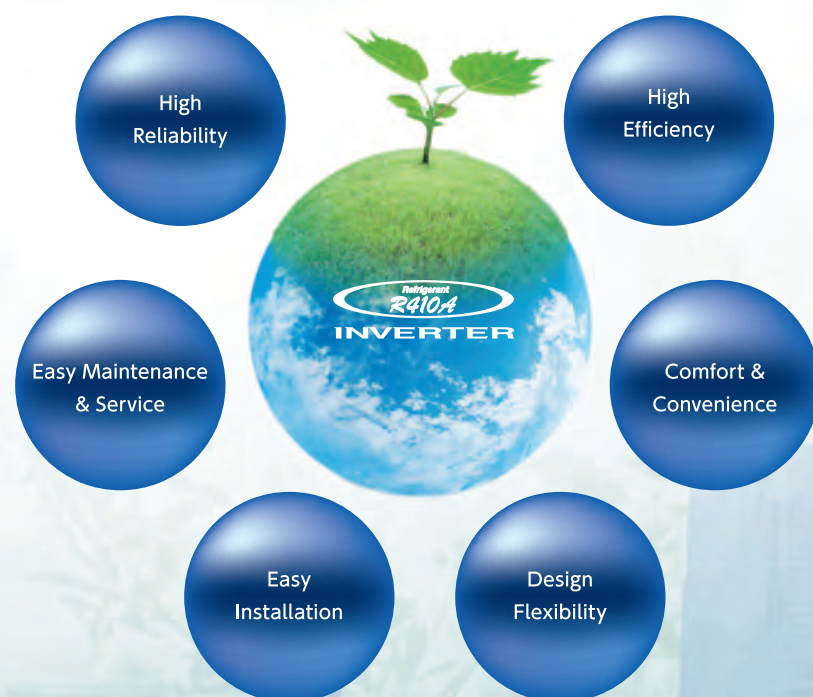 High
Reliability
High
Efficiency
Refrigerant
R410A
INVERTER
Easy Maintenance
& Service
Comfort &
Convenience
Easy
Installation
Design
Flexibility